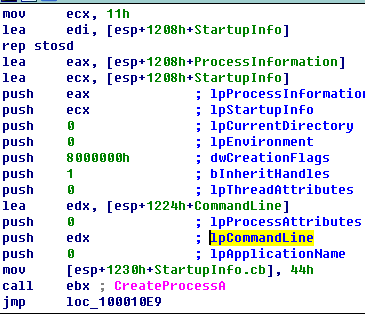 mov ecx, 11h
lea edi, [esp+1208h+StartupInfo]
rep stosd
lea eax, [esp+1208h+ProcessInformation]
lea ecx, [esp+1208h+StartupInfo]
push eax ; lpProcessInformation
push ecx ; lpStartupInfo
push 0 ; lpCurrentDirectory
push 0 ; lpEnvironment
push 8000000h ; dwCreationFlags
push 1 ; bInheritHandles
push 0 ; lpThreadAttributes
lea edx, [esp+1224h+CommandLine]
push 0 ; lpProcessAttributes
push edx ; lpCommandLine
push 0 ; lpApplicationName
mov [esp+1230h+StartupInfo.cb], 44h
call ebx ; CreateProcessA
jmp loc_100010E9